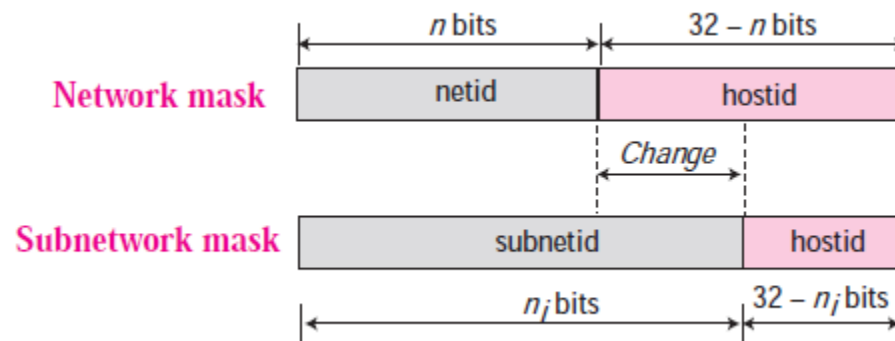 n bits
32 – n bits
Network mask
netid
hostid
Change
Subnetwork mask
subnetid
hostid
nᵢ bits
32 – nᵢ bits